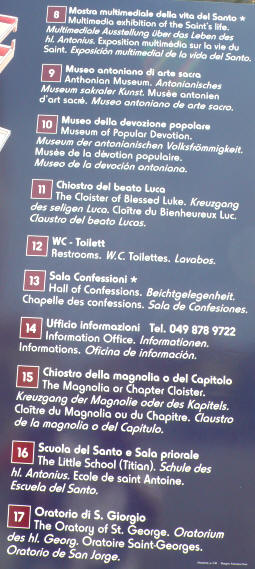 8 Mostra multimediale della vita del Santo *
Multimedia exhibition of the Saint's life.
Multimediale Ausstellung über das Leben des
hl. Antonius. Exposition multimédia sur la vie du
Saint. Exposición multimedial de la vida del Santo.
9 Museo antoniano di arte sacra
Anthonian Museum. Antonianisches
Museum sakraler Kunst. Musée antonien
d'art sacré. Museo antoniano de arte sacro.
10 Museo della devozione popolare
Museum of Popular Devotion.
Museum der antonianischen Volksfrömmigkeit.
Musée de la dévotion populaire.
Museo de la devoción antoniana.
11 Chiostro del beato Luca
The Cloister of Blessed Luke. Kreuzgang
des seligen Luca. Cloître du Bienheureux Luc.
Claustro del beato Lucas.
12 WC - Toilett
Restrooms. W.C. Toilettes. Lavabos.
13 Sala Confessioni *
Hall of Confessions. Beichtgelegenheit.
Chapelle des confessions. Sala de Confesiones.
14 Ufficio informazioni Tel. 049 878 9722
Information Office. Informationen.
Informations. Oficina de información.
15 Chiostro della magnolia o del Capitolo
The Magnolia or Chapter Cloister.
Kreuzgang der Magnolie oder des Kapitels.
Cloître du Magnolia ou du Chapitre. Claustro
de la magnolia o del Capítulo.
16 Scuola del Santo e Sala priorale
The Little School (Titian). Schule des
hl. Antonius. Ecole de saint Antoine.
Escuela del Santo.
17 Oratorio di S. Giorgio
The Oratory of St. George. Oratorium
des hl. Georg. Oratoire Saint-Georges.
Oratorio de San Jorge.